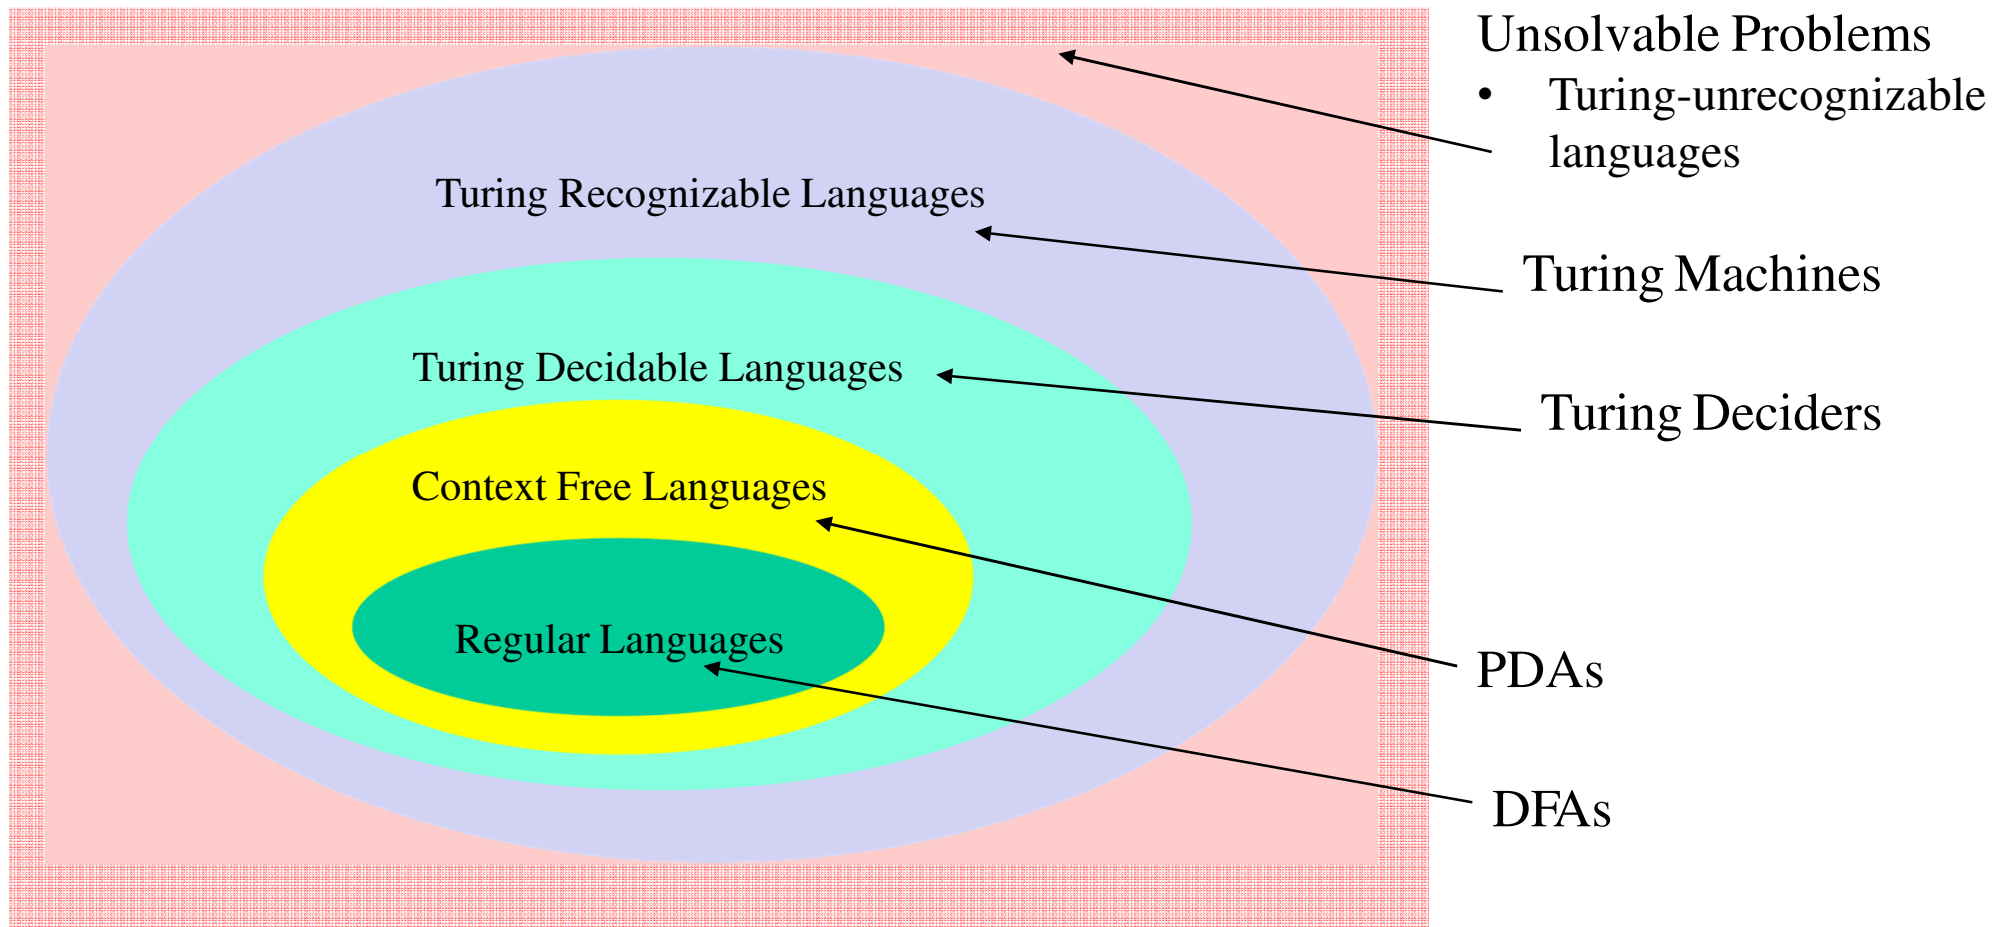 Unsolvable Problems
• Turing-unrecognizable
languages
Turing Recognizable Languages
Turing Machines
Turing Decidable Languages
Turing Deciders
Context Free Languages
PDAs
Regular Languages
DFAs